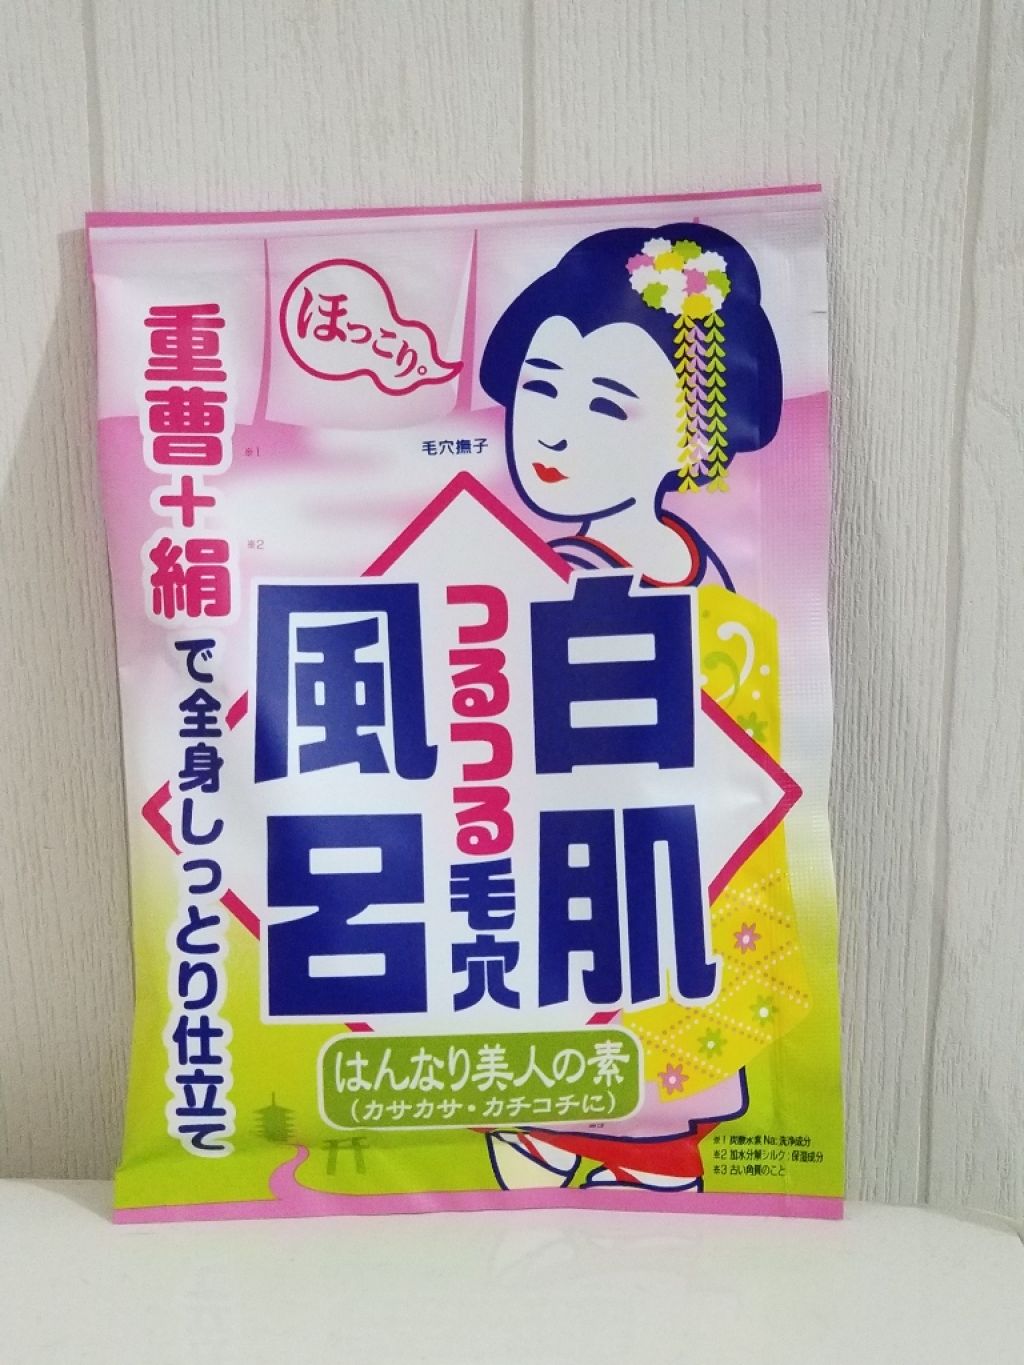 ほっこり。
毛穴撫子
重曹※1+絹※2で全身しっとり仕立て
白肌
つるつる毛穴
風呂
はんなり美人の素
(カサカサ・カチコチに)
※3
※1 炭酸水素Na:洗浄成分
※2 加水分解シルク:保湿成分
※3 古い角質のこと